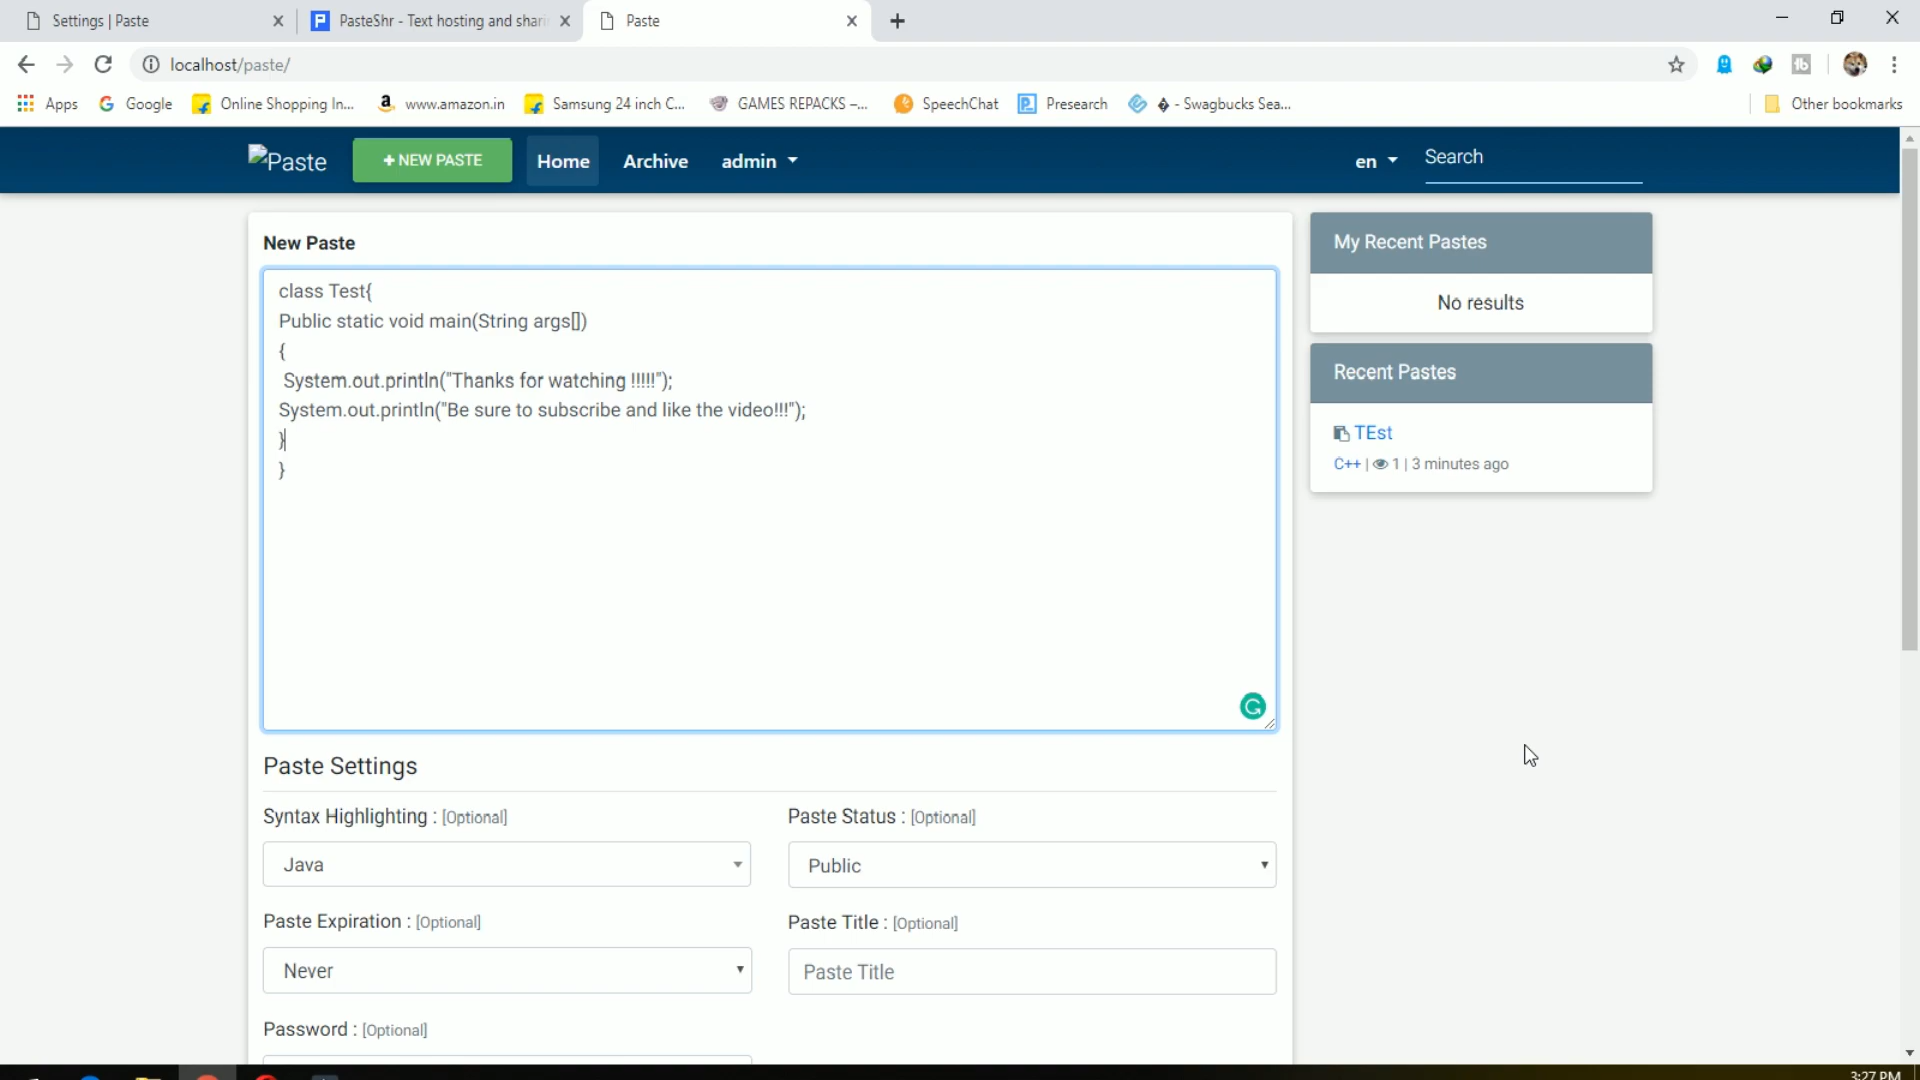 Settings | Paste
PasteShr - Text hosting and shari
Paste
localhost/paste/
Apps
Google
Online Shopping In...
www.amazon.in
Samsung 24 inch C...
GAMES REPACKS –...
SpeechChat
Presearch
- Swagbucks Sea...
Other bookmarks
Paste
+ NEW PASTE
Home
Archive
admin
en
Search
New Paste
class Test{
Public static void main(String args[])
{
System.out.println("Thanks for watching !!!!!");
System.out.println("Be sure to subscribe and like the video!!!");
}
}
My Recent Pastes
No results
Recent Pastes
TEst
C++ | 1 | 3 minutes ago
Paste Settings
Syntax Highlighting : [Optional]
Paste Status : [Optional]
Java
Public
Paste Expiration : [Optional]
Paste Title : [Optional]
Never
Paste Title
Password : [Optional]
3:27 PM